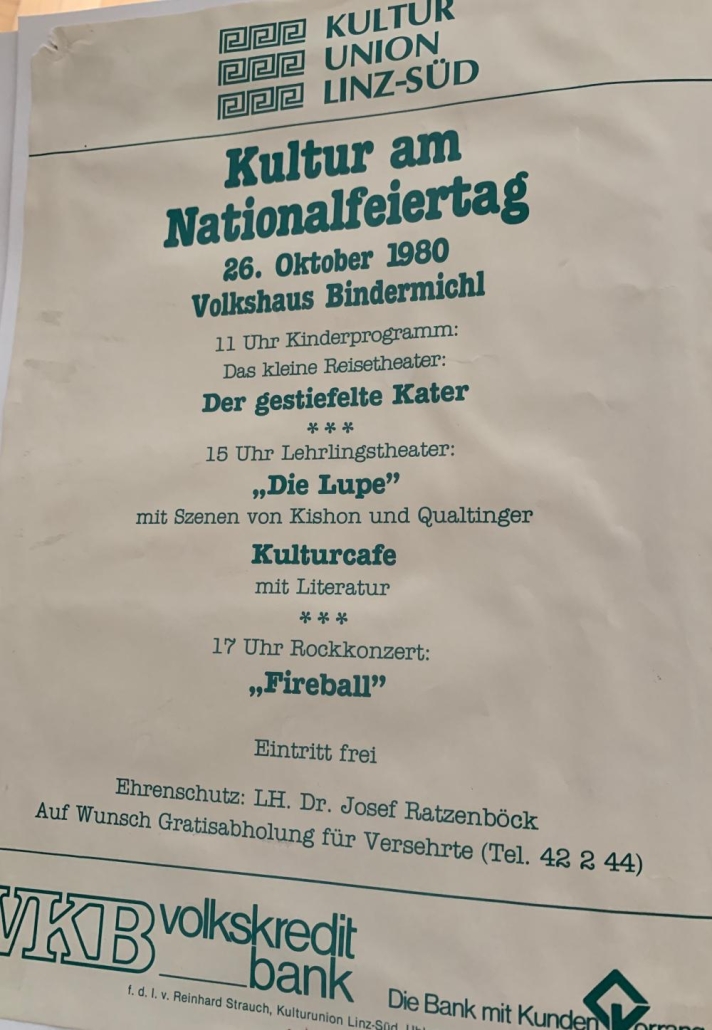 KULTUR
UNION
LINZ-SÜD
Kultur am
Nationalfeiertag
26. Oktober 1980
Volkshaus Bindermichl
11 Uhr Kinderprogramm:
Das kleine Reisetheater:
Der gestiefelte Kater
***
15 Uhr Lehrlingstheater:
„Die Lupe”
mit Szenen von Kishon und Qualtinger
Kulturcafe
mit Literatur
***
17 Uhr Rockkonzert:
„Fireball”
Eintritt frei
Ehrenschutz: LH. Dr. Josef Ratzenböck
Auf Wunsch Gratisabholung für Versehrte (Tel. 42 2 44)
VKB volkskredit
bank
Die Bank mit Kunden
f. d. I. v. Reinhard Strauch, Kulturunion Linz-Süd,